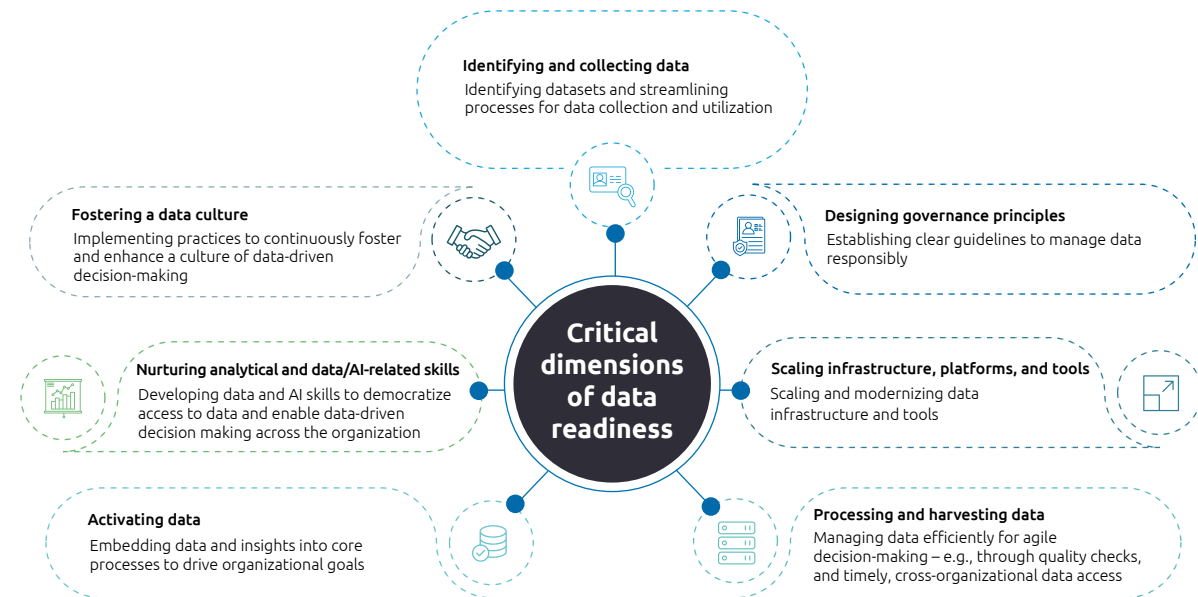 Identifying and collecting data
Identifying datasets and streamlining
processes for data collection and utilization
Fostering a data culture
Implementing practices to continuously foster
and enhance a culture of data-driven
decision-making
Designing governance principles
Establishing clear guidelines to manage data
responsibly
Critical
dimensions
of data
readiness
Nurturing analytical and data/AI-related skills
Developing data and AI skills to democratize
access to data and enable data-driven
decision making across the organization
Scaling infrastructure, platforms, and tools
Scaling and modernizing data
infrastructure and tools
Activating data
Embedding data and insights into core
processes to drive organizational goals
Processing and harvesting data
Managing data efficiently for agile
decision-making – e.g., through quality checks,
and timely, cross-organizational data access